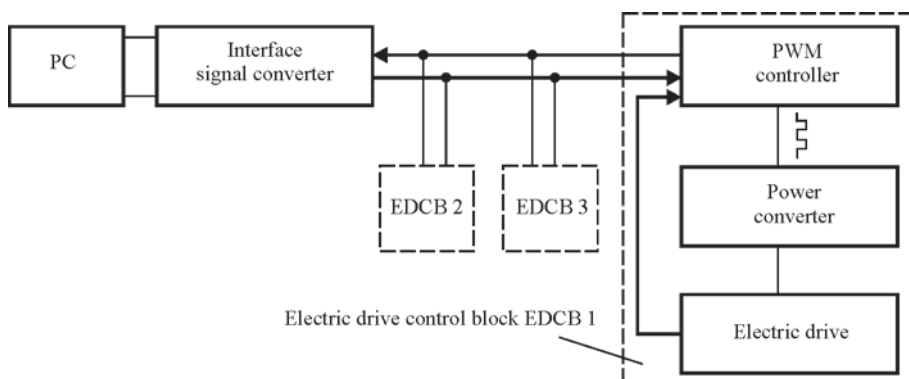 PC
Interface
signal converter
PWM
controller
EDCB 2
EDCB 3
Power
converter
Electric drive control block EDCB 1
Electric drive